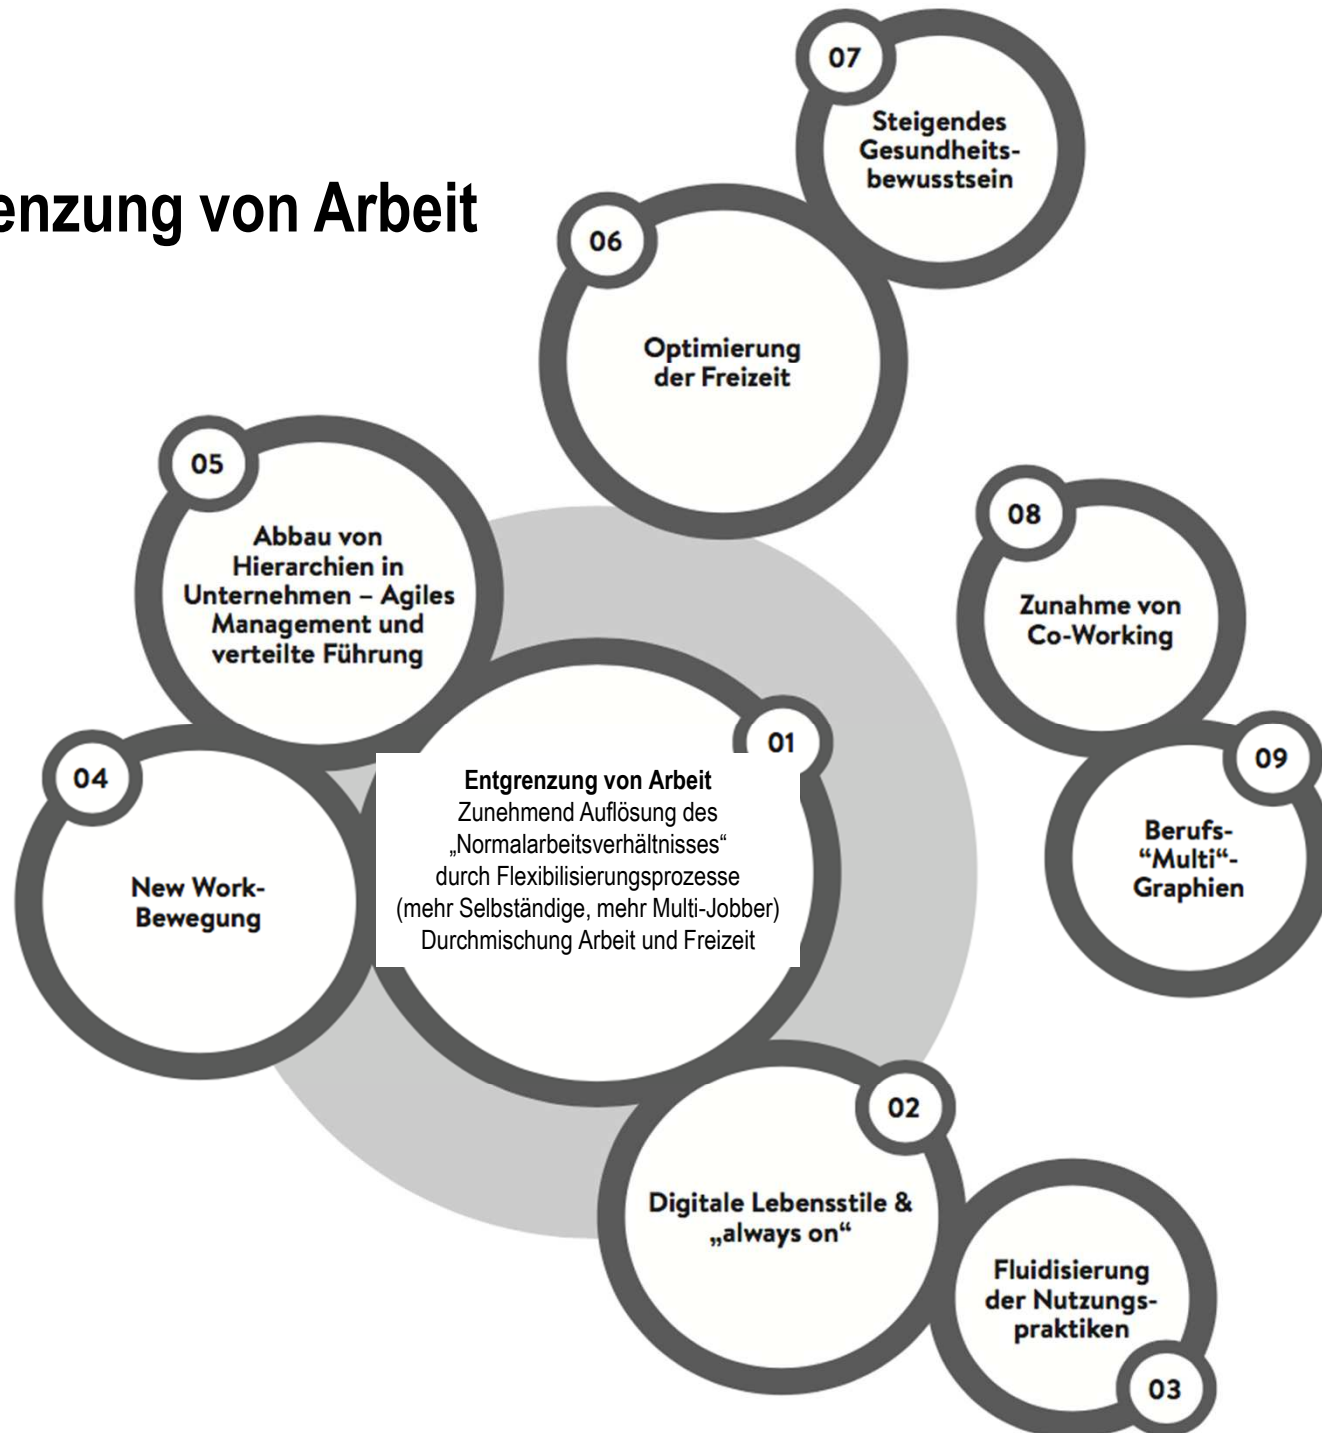 enzung von Arbeit
07
Steigendes
Gesundheits-
bewusstsein
06
Optimierung
der Freizeit
05
Abbau von
Hierarchien in
Unternehmen – Agiles
Management und
verteilte Führung
08
Zunahme von
Co-Working
04
New Work-
Bewegung
01
Entgrenzung von Arbeit
Zunehmend Auflösung des
„Normalarbeitsverhältnisses“
durch Flexibilisierungsprozesse
(mehr Selbständige, mehr Multi-Jobber)
Durchmischung Arbeit und Freizeit
09
Berufs-
“Multi“-
Graphien
02
Digitale Lebensstile &
„always on“
Fluidisierung
der Nutzungs-
praktiken
03